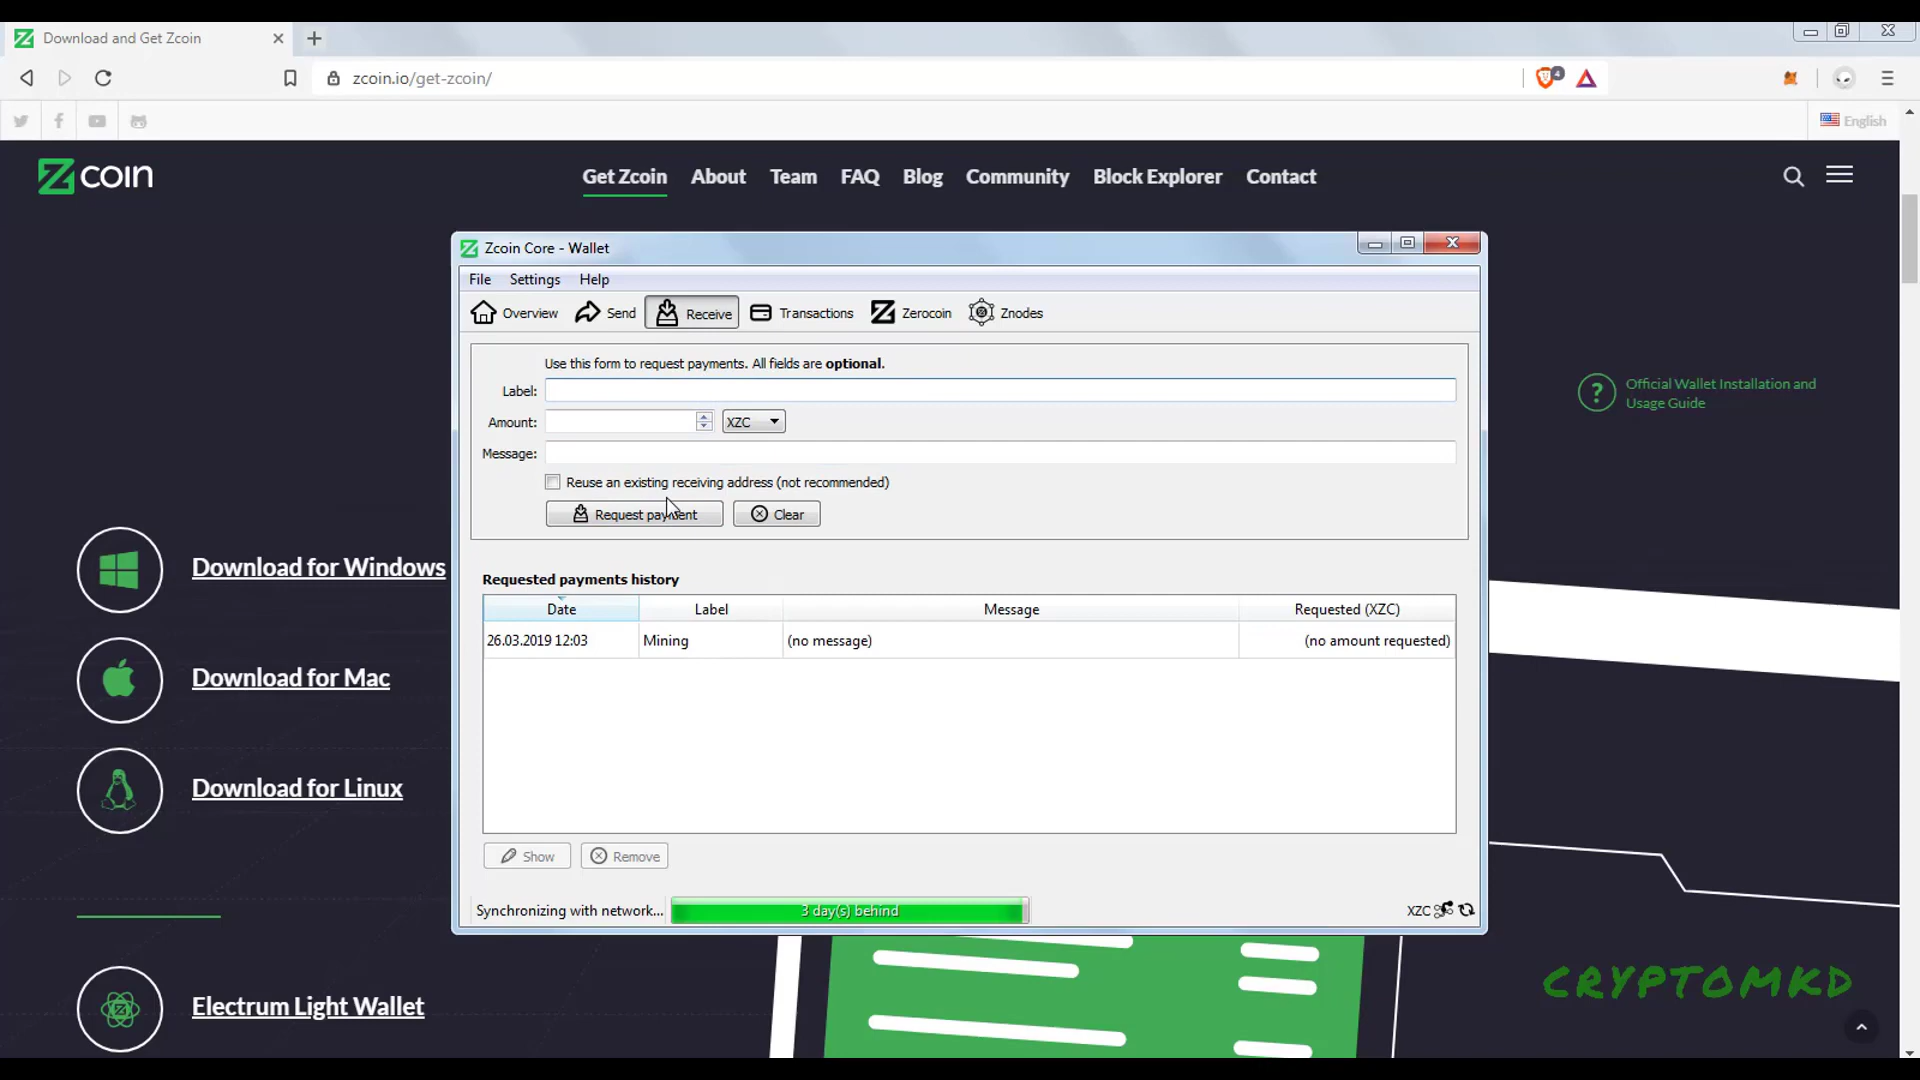 Download and Get Zcoin
zcoin.io/get-zcoin/
4
English
Zcoin
Get Zcoin About Team FAQ Blog Community Block Explorer Contact
Zcoin Core - Wallet
File Settings Help
Overview Send Receive Transactions Zerocoin Znodes
Use this form to request payments. All fields are optional.
Label:
Amount: XZC
Message:
Reuse an existing receiving address (not recommended)
Request payment Clear
Requested payments history
Date Label Message Requested (XZC)
26.03.2019 12:03 Mining (no message) (no amount requested)
Show Remove
Synchronizing with network... 3 day(s) behind XZC
? Official Wallet Installation and
Usage Guide
Download for Windows
Download for Mac
Download for Linux
Electrum Light Wallet
CRYPTOMKD